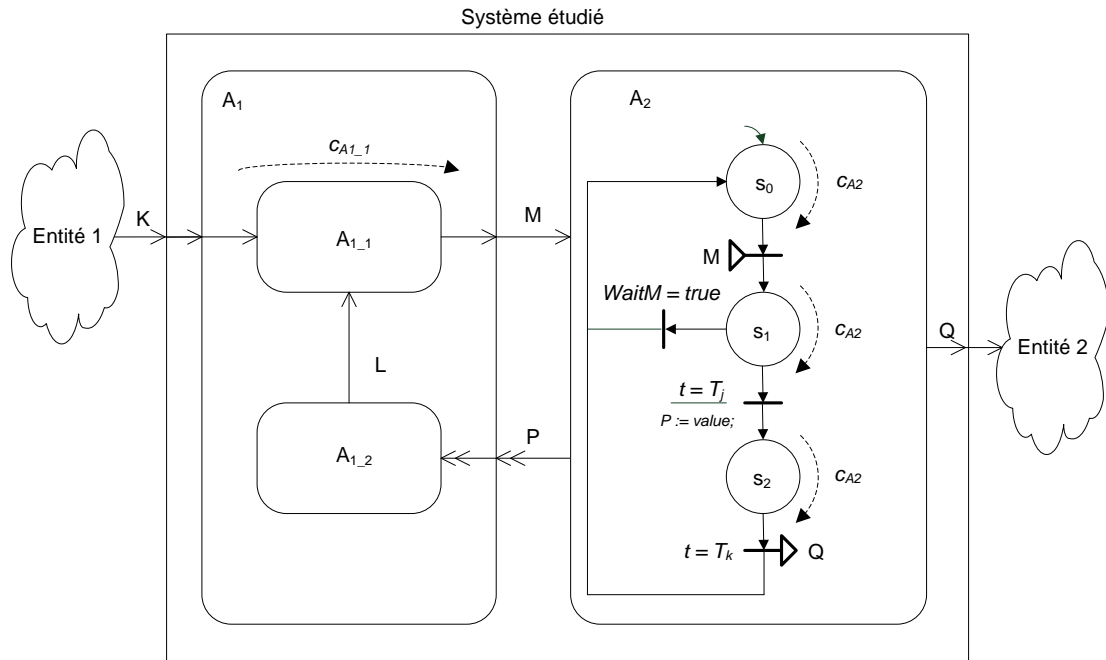 Système étudié
A1
A2
cA1_1
s0
cA2
Entité 1
K
A1_1
M
M
WaitM = true
s1
cA2
Q
Entité 2
L
t = Tj
P := value;
A1_2
P
s2
cA2
t = Tk
Q